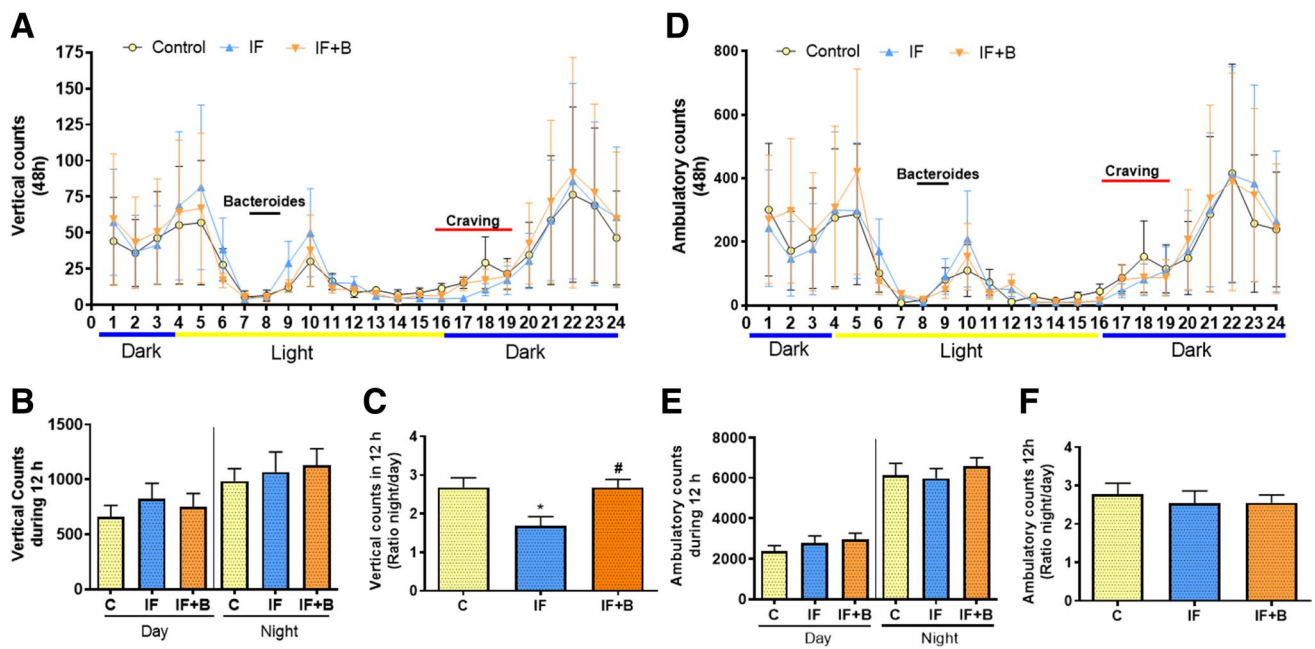 A
Control IF IF+B
Vertical counts
(48h)
175
150
125
100
75
50
25
0
Bacteroides
Craving
0 1 2 3 4 5 6 7 8 9 10 11 12 13 14 15 16 17 18 19 20 21 22 23 24
Dark Light Dark
D
Control IF IF+B
Ambulatory counts
(48h)
800
600
400
200
0
Bacteroides
Craving
0 1 2 3 4 5 6 7 8 9 10 11 12 13 14 15 16 17 18 19 20 21 22 23 24
Dark Light Dark
B
Vertical Counts
during 12 h
1500
1000
500
0
C IF IF+B C IF IF+B
Day Night
C
Vertical counts in 12 h
(Ratio night/day)
4
3
2
1
0
*
#
C IF IF+B
E
Ambulatory counts
during 12 h
8000
6000
4000
2000
0
C IF IF+B C IF IF+B
Day Night
F
Ambulatory counts 12h
(Ratio night/day)
4
3
2
1
0
C IF IF+B